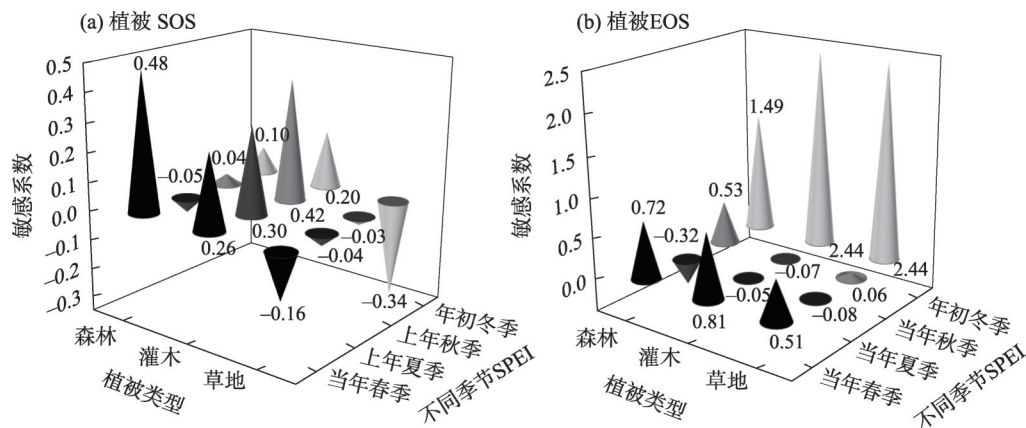 (a) 植被 SOS
0.5
0.4
0.3
0.2
0.1
0.0
−0.1
−0.2
−0.3
敏感系数
0.48
−0.05
0.04
0.10
0.26
0.30
0.42
0.20
−0.16
−0.04
−0.03
−0.34
森林
灌木
草地
植被类型
年初冬季
上年秋季
上年夏季
当年春季
不同季节SPEI
(b) 植被EOS
2.5
2.0
1.5
1.0
0.5
0.0
敏感系数
0.72
−0.32
0.53
1.49
0.81
−0.05
−0.07
2.44
0.51
−0.08
0.06
2.44
森林
灌木
草地
植被类型
年初冬季
当年秋季
当年夏季
当年春季
不同季节SPEI